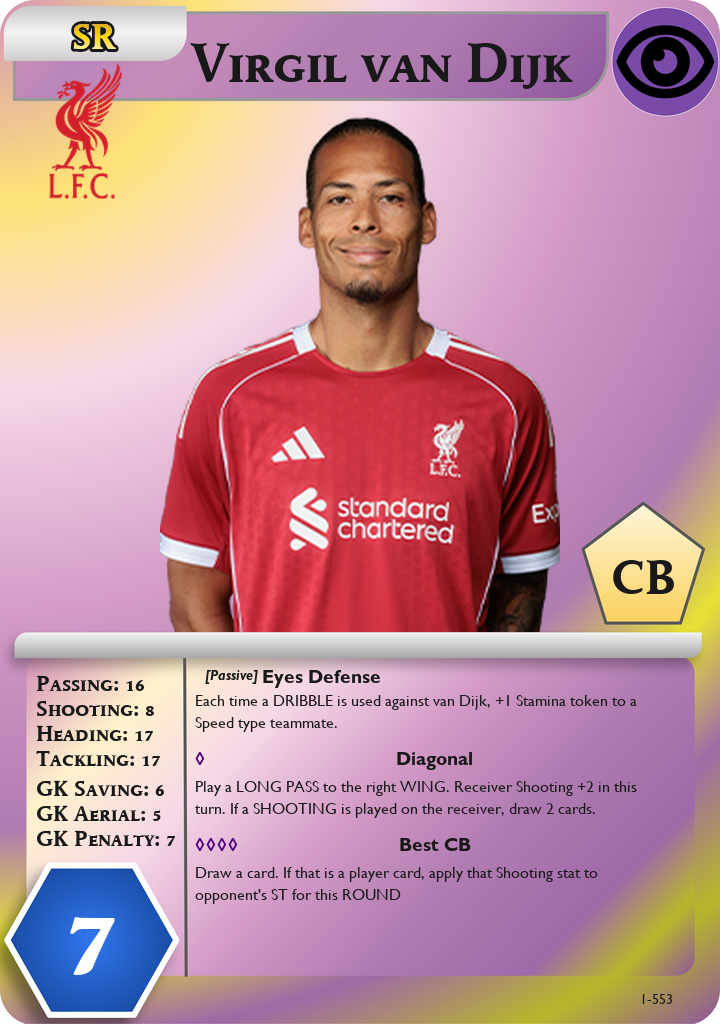 SR
Virgil van Dijk
L.F.C.
L.F.C.
standard
chartered
Exp
CB
Passing: 16
Shooting: 8
Heading: 17
Tackling: 17
GK Saving: 6
GK Aerial: 5
GK Penalty: 7
7
[Passive] Eyes Defense
Each time a DRIBBLE is used against van Dijk, +1 Stamina token to a
Speed type teammate.
Diagonal
Play a LONG PASS to the right WING. Receiver Shooting +2 in this
turn. If a SHOOTING is played on the receiver, draw 2 cards.
Best CB
Draw a card. If that is a player card, apply that Shooting stat to
opponent's ST for this ROUND
1-553